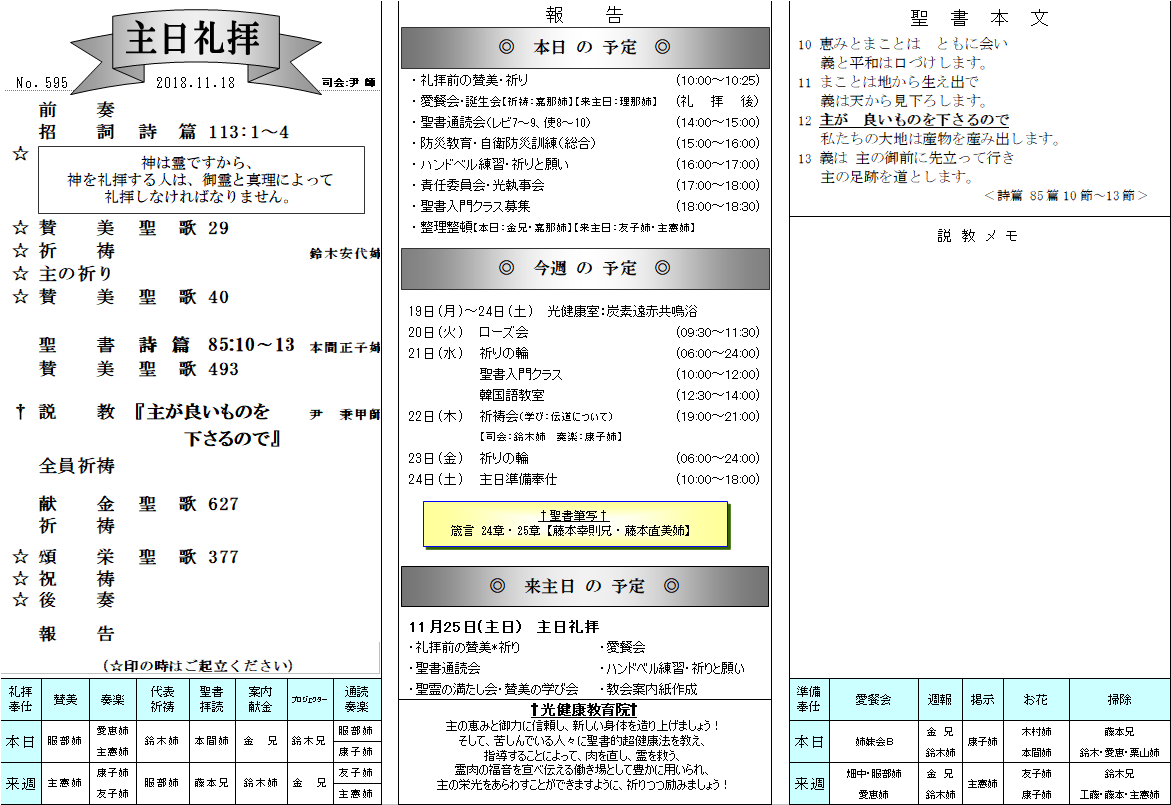 主日礼拝
No. 595
2018.11.18
司会:尹 師
前　奏
招　詞　詩　篇　113:1～4
☆
神は霊ですから、
神を礼拝する人は、御霊と真理によって
礼拝しなければなりません。
☆ 賛　美　聖　歌　29
☆ 祈　祷　鈴木安代姉
☆ 主の祈り
☆ 賛　美　聖　歌　40
聖　書　詩　篇　85:10～13　本間正子姉
賛　美　聖　歌　493
† 説　教　『主が良いものを　尹　秉甲師
下さるので』
全員祈祷
献　金　聖　歌　627
祈　祷
☆ 頌　栄　聖　歌　377
☆ 祝　祷
☆ 後　奏
報　告
(☆印の時はご起立ください)
礼拝奉仕　賛美　奏楽　代表祈祷　聖書拝読　案内献金　プロジェクター　通読奏楽
本日　服部姉　愛恵姉 主憲姉　鈴木姉　本間姉　金　兄　鈴木兄　服部姉 康子姉
来週　主憲姉　康子姉 友子姉　服部姉　藤本兄　鈴木姉　金　兄　友子姉 主憲姉
報　告
◎　本日 の 予定　◎
・礼拝前の賛美・祈り　(10:00～10:25)
・愛餐会・誕生会【祈祷:嘉那姉】【来主日:理那姉】　(礼　拝　後)
・聖書通読会(レビ7～9、使8～10)　(14:00～15:00)
・防災教育・自衛防災訓練(総合)　(15:00～16:00)
・ハンドベル練習・祈りと願い　(16:00～17:00)
・責任委員会・光執事会　(17:00～18:00)
・聖書入門クラス募集　(18:00～18:30)
・整理整頓【本日:金兄・嘉那姉】【来主日:友子姉・主憲姉】
◎　今週 の 予定　◎
19日(月)～24日(土)　光健康室:炭素遠赤共鳴浴
20日(火)　ローズ会　(09:30～11:30)
21日(水)　祈りの輪　(06:00～24:00)
聖書入門クラス　(10:00～12:00)
韓国語教室　(12:30～14:00)
22日(木)　祈祷会(学び:伝道について)　(19:00～21:00)
【司会:鈴木姉　奏楽:康子姉】
23日(金)　祈りの輪　(06:00～24:00)
24日(土)　主日準備奉仕　(10:00～18:00)
†聖書筆写†
箴言 24章・25章【藤本幸則兄・藤本直美姉】
◎　来主日 の 予定　◎
11月25日(主日)　主日礼拝
・礼拝前の賛美*祈り　・愛餐会
・聖書通読会　・ハンドベル練習・祈りと願い
・聖霊の満たし会・賛美の学び会　・教会案内紙作成
†光健康教育院†
主の恵みと御力に信頼し、新しい身体を造り上げましょう!
そして、苦しんでいる人々に聖書的超健康法を教え、
指導することによって、肉を直し、霊を救う、
霊肉の福音を宣べ伝える働き場として豊かに用いられ、
主の栄光をあらわすことができますように、祈りつつ励みましょう!
聖　書　本　文
10 恵みとまことは　ともに会い
義と平和は口づけします。
11 まことは地から生え出で
義は天から見下ろします。
12 主が　良いものを下さるので
私たちの大地は産物を産み出します。
13 義は 主の御前に先立って行き
主の足跡を道とします。
＜詩篇 85篇10節～13節＞
説 教 メ モ
準備奉仕　愛餐会　週報　掲示　お花　掃除
本日　姉妹会B　金 兄 鈴木姉　康子姉　木村姉 本間姉　藤本兄 鈴木・愛恵・栗山姉
来週　畑中・服部姉 愛恵姉　金 兄 鈴木姉　主憲姉　友子姉 康子姉　鈴木兄 工藤・藤本・主憲姉